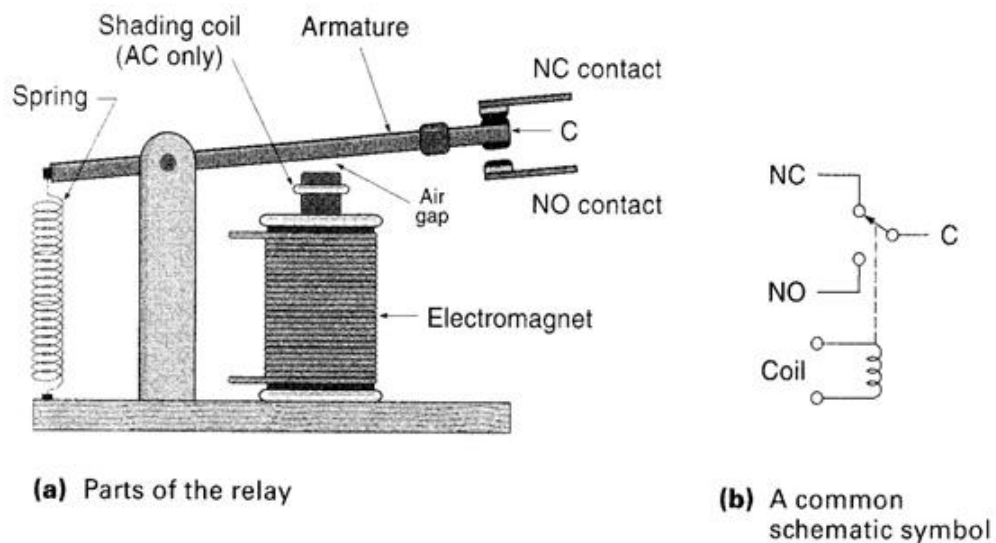 Shading coil
(AC only)
Armature
NC contact
Spring
C
Air
gap
NO contact
Electromagnet
(a) Parts of the relay
NC
C
NO
Coil
(b) A common
schematic symbol